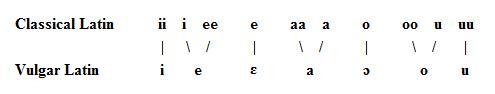 Classical Latin ii i ee e aa a o oo u uu
| \ / | \ / | \ / |
Vulgar Latin i e ɛ a ɔ o u